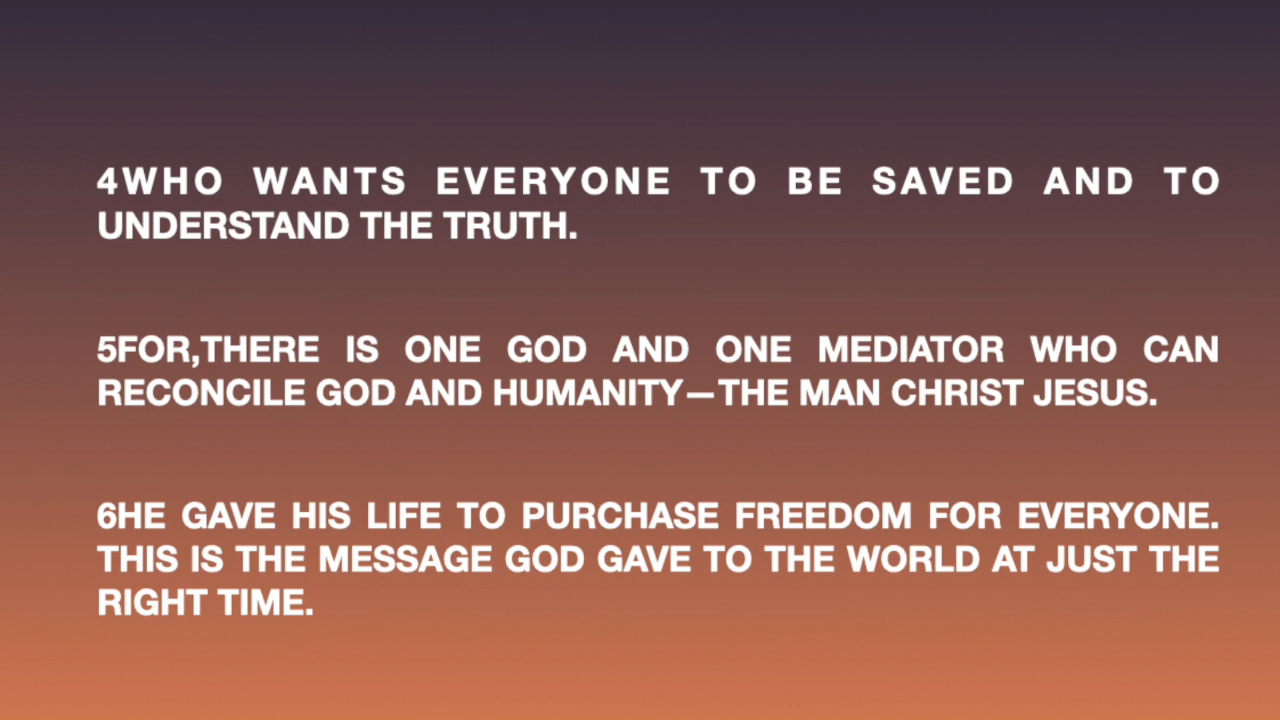 4WHO WANTS EVERYONE TO BE SAVED AND TO
UNDERSTAND THE TRUTH.
5FOR,THERE IS ONE GOD AND ONE MEDIATOR WHO CAN
RECONCILE GOD AND HUMANITY—THE MAN CHRIST JESUS.
6HE GAVE HIS LIFE TO PURCHASE FREEDOM FOR EVERYONE.
THIS IS THE MESSAGE GOD GAVE TO THE WORLD AT JUST THE
RIGHT TIME.